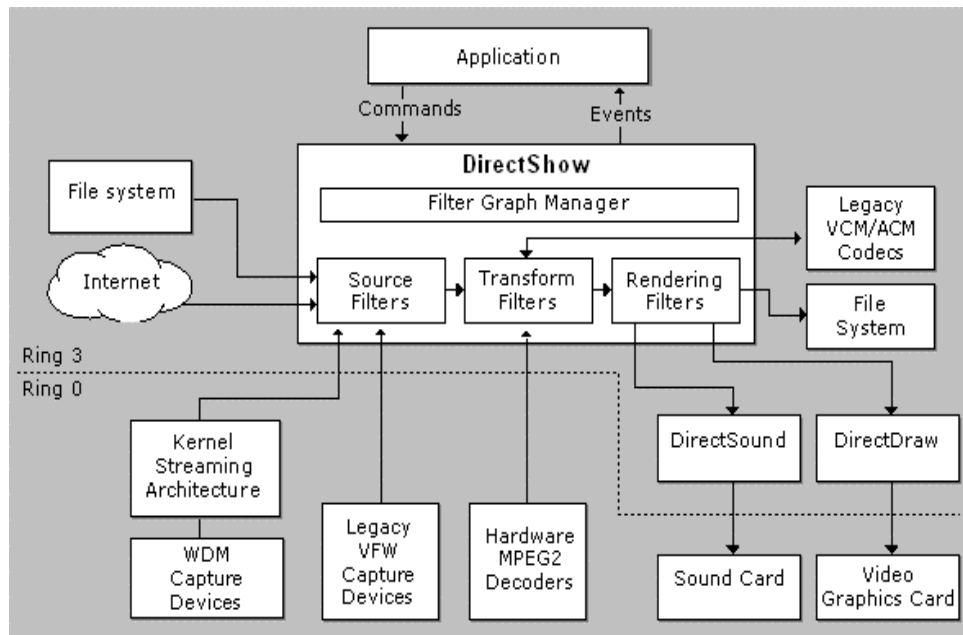 Application
Commands
Events
DirectShow
Filter Graph Manager
File system
Internet
Source
Filters
Transform
Filters
Rendering
Filters
Legacy
VCM/ACM
Codecs
File
System
Ring 3
Ring 0
Kernel
Streaming
Architecture
WDM
Capture
Devices
Legacy
VFW
Capture
Devices
Hardware
MPEG2
Decoders
DirectSound
DirectDraw
Sound Card
Video
Graphics Card